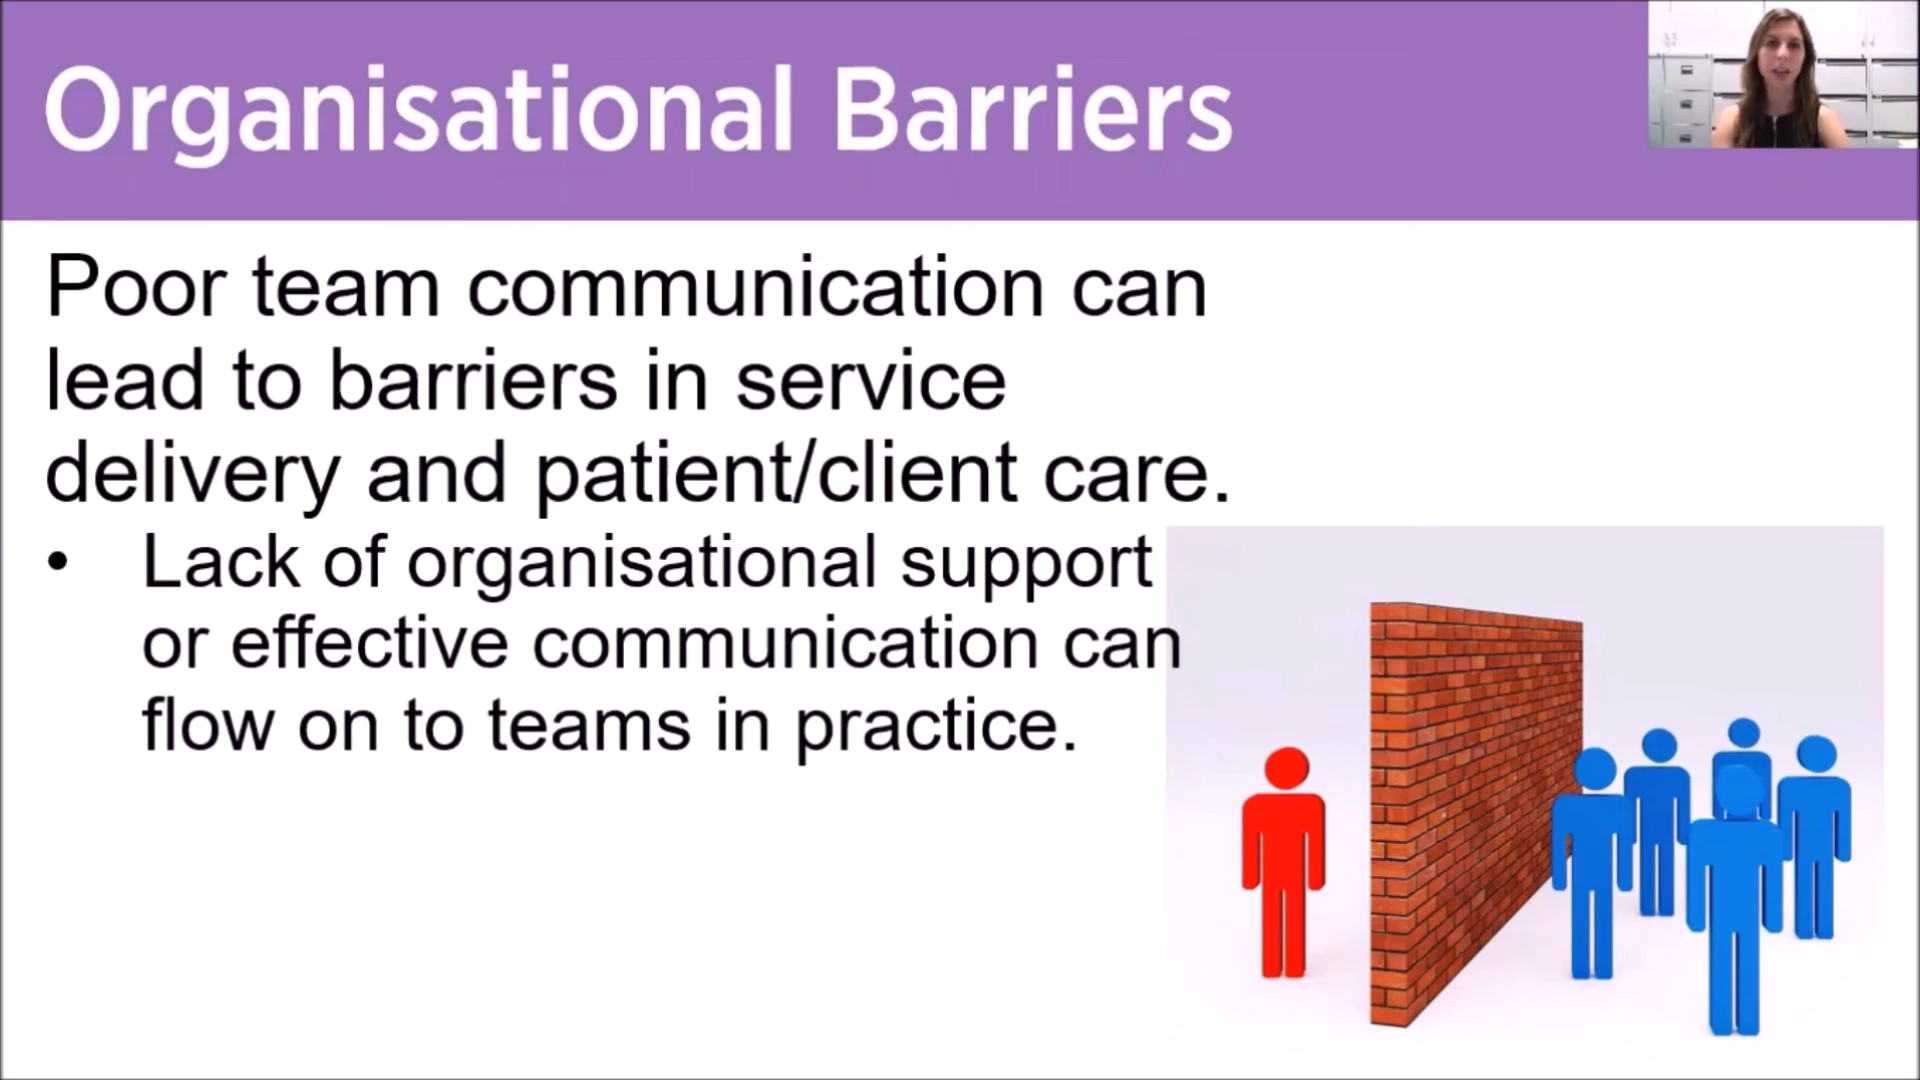 Organisational Barriers
Poor team communication can
lead to barriers in service
delivery and patient/client care.
• Lack of organisational support
or effective communication can
flow on to teams in practice.